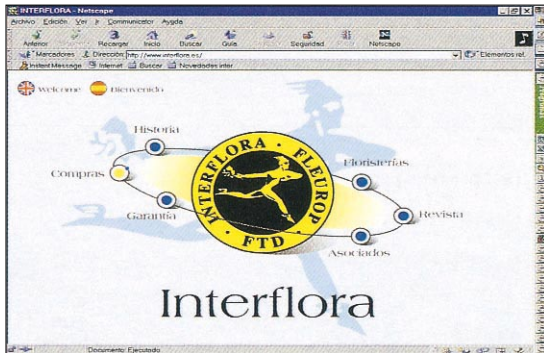 INTERFLORA - Netscape
Archivo Edición Ver Ir Communicator Ayuda
Anterior Recargar Inicio Buscar Guía Seguridad Netscape
Marcadores Dirección: http://www.interflora.es/ Elementos rel.
Instant Message Internet Buscar Novedades inter
Welcome Bienvenido
Historia
Compras
Garantía
INTERFLORA · FLEUROP · FTD ·
Floristerías
Revista
Asociados
Interflora
Documento: Ejecutado